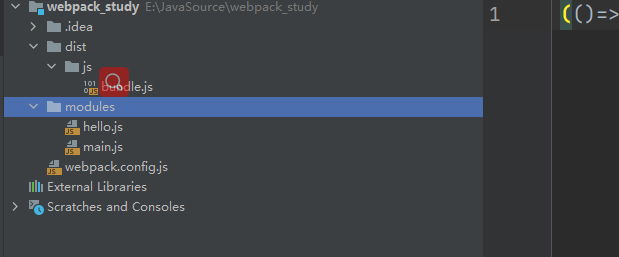 webpack_study E:\JavaSource\webpack_study
.idea
dist
js
bundle.js
modules
hello.js
main.js
webpack.config.js
External Libraries
Scratches and Consoles
1 (()=>